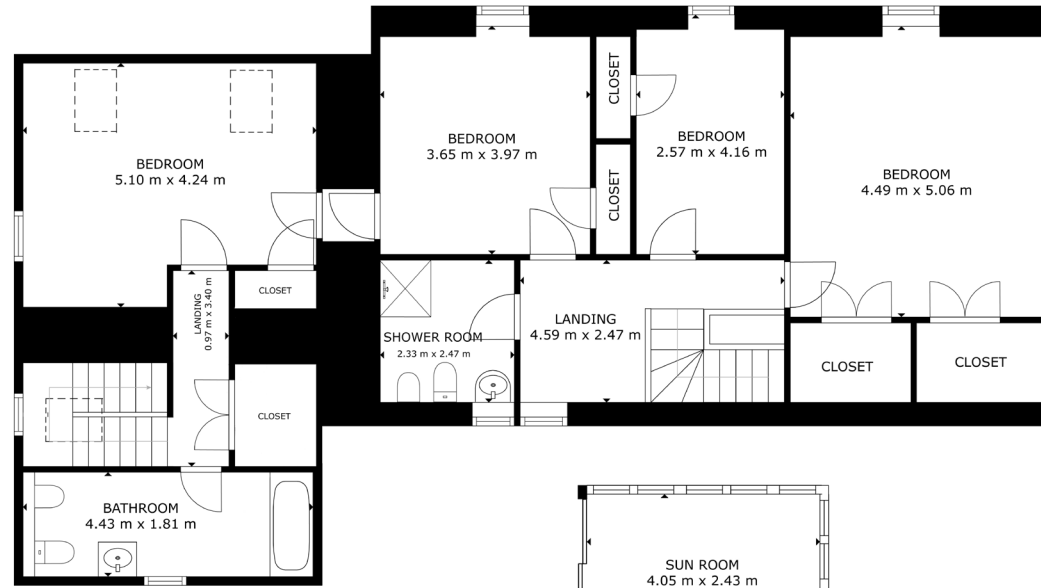 BEDROOM
5.10 m x 4.24 m
BEDROOM
3.65 m x 3.97 m
CLOSET
CLOSET
BEDROOM
2.57 m x 4.16 m
BEDROOM
4.49 m x 5.06 m
LANDING
0.97 m x 3.40 m
CLOSET
SHOWER ROOM
2.33 m x 2.47 m
LANDING
4.59 m x 2.47 m
CLOSET
CLOSET
CLOSET
BATHROOM
4.43 m x 1.81 m
SUN ROOM
4.05 m x 2.43 m